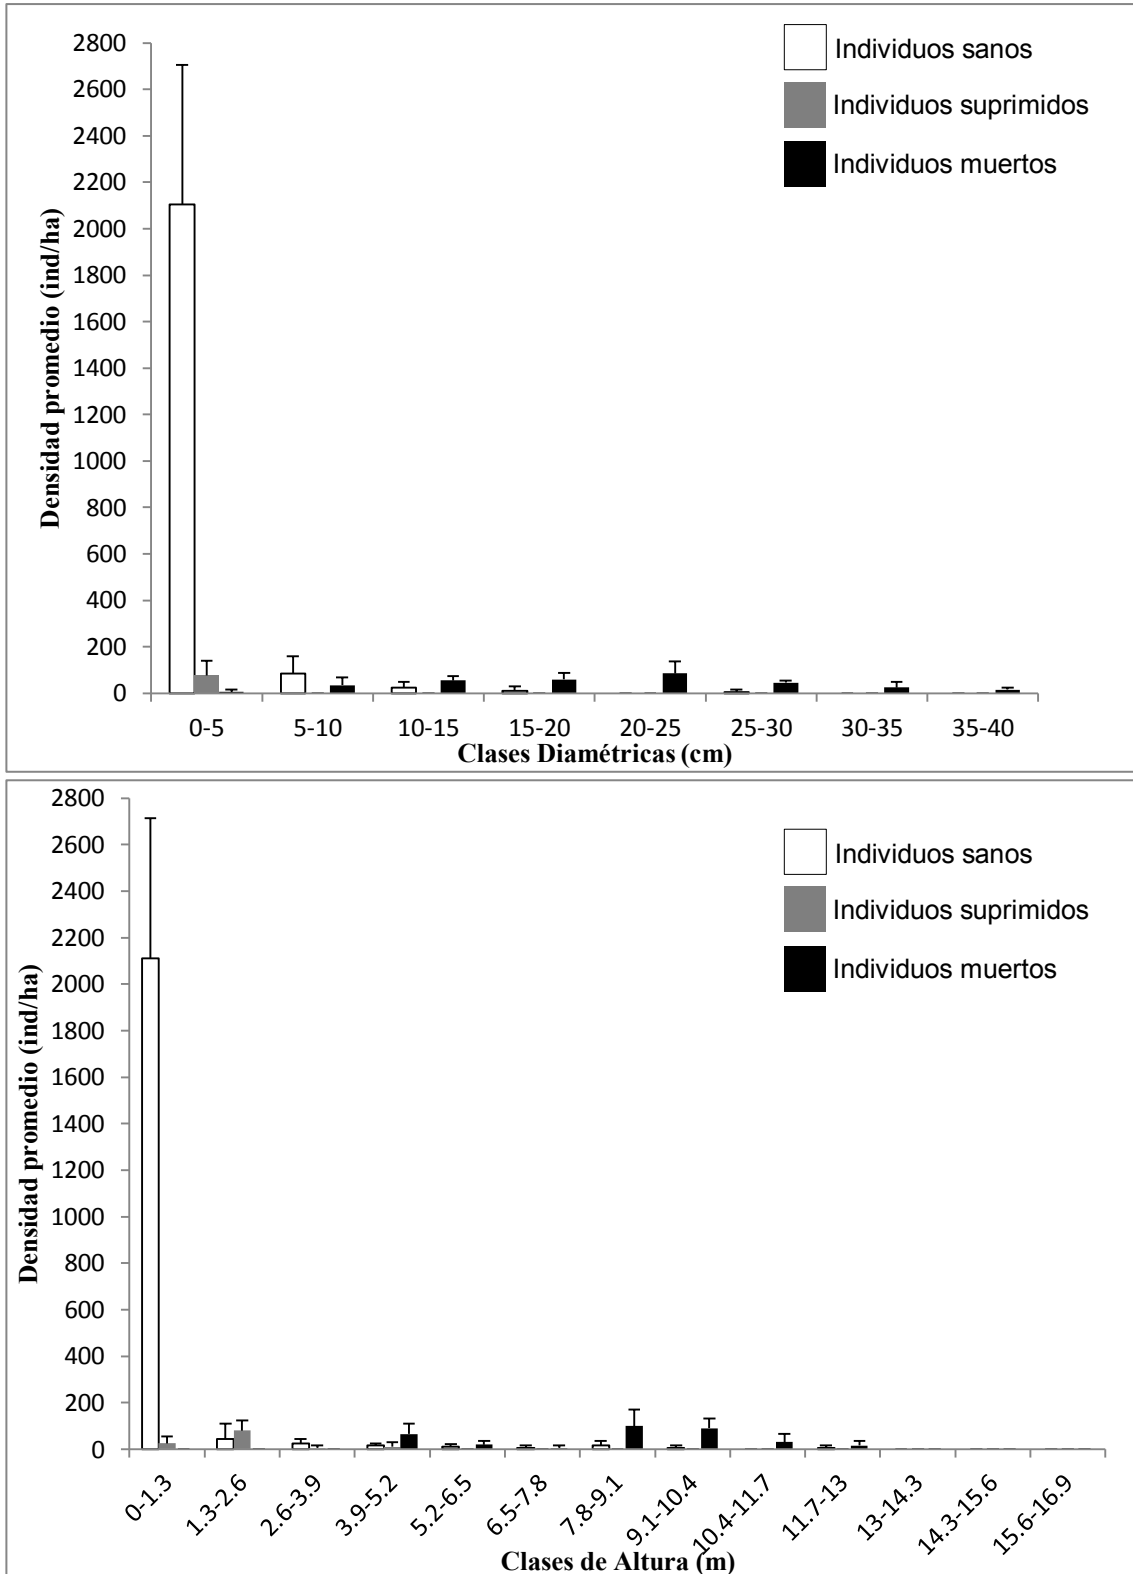 2800
2600
2400
2200
2000
1800
1600
1400
1200
1000
800
600
400
200
0
Densidad promedio (ind/ha)
Individuos sanos
Individuos suprimidos
Individuos muertos
0-5 5-10 10-15 15-20 20-25 25-30 30-35 35-40
Clases Diamétricas (cm)
2800
2600
2400
2200
2000
1800
1600
1400
1200
1000
800
600
400
200
0
Densidad promedio (ind/ha)
Individuos sanos
Individuos suprimidos
Individuos muertos
0-1.3 1.3-2.6 2.6-3.9 3.9-5.2 5.2-6.5 6.5-7.8 7.8-9.1 9.1-10.4 10.4-11.7 11.7-13 13-14.3 14.3-15.6 15.6-16.9
Clases de Altura (m)